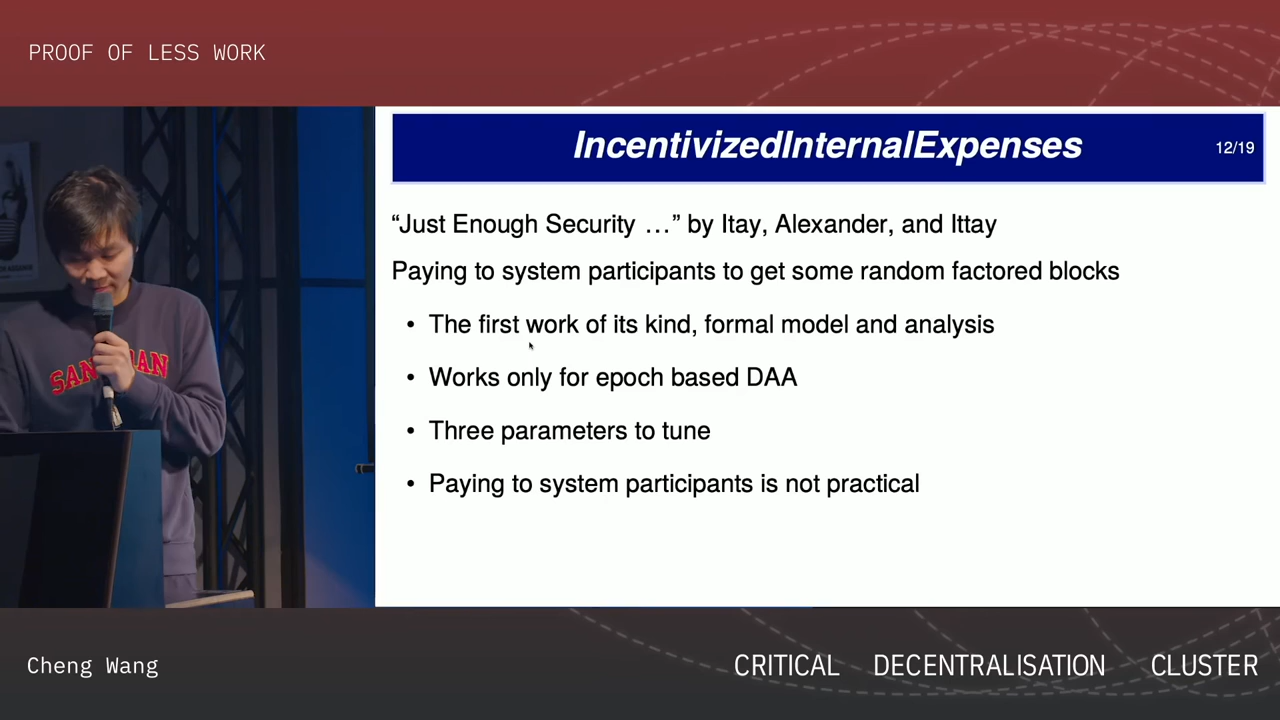 PROOF OF LESS WORK
IncentivizedInternalExpenses
12/19
“Just Enough Security …” by Itay, Alexander, and Ittay
Paying to system participants to get some random factored blocks
• The first work of its kind, formal model and analysis
• Works only for epoch based DAA
• Three parameters to tune
• Paying to system participants is not practical
Cheng Wang
CRITICAL DECENTRALISATION CLUSTER